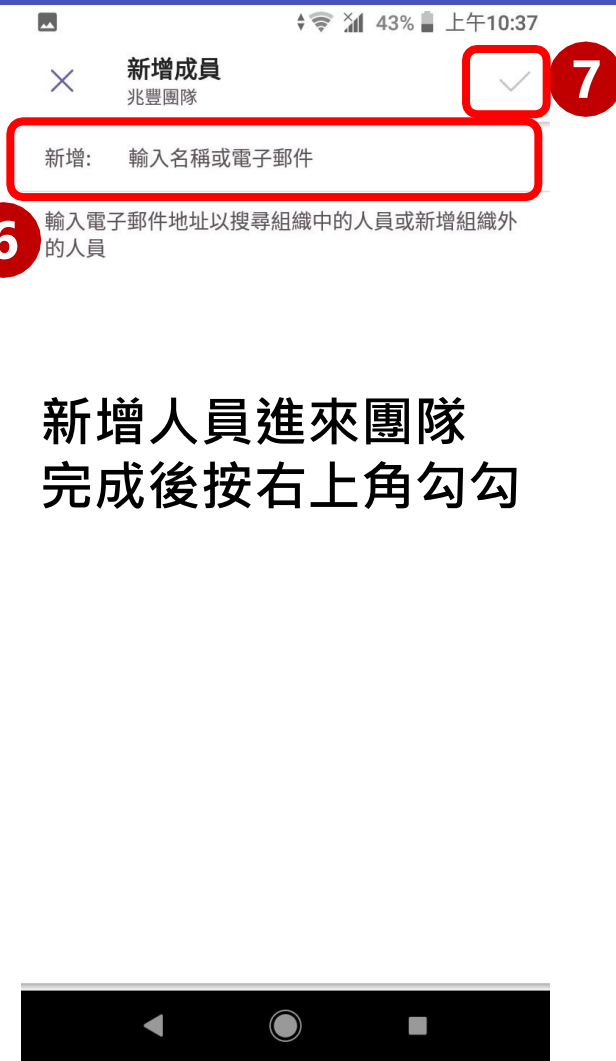 43% 上午10:37
新增成員
兆豐團隊
7
新增: 輸入名稱或電子郵件
6
輸入電子郵件地址以搜尋組織中的人員或新增組織外
的人員
新增人員進來團隊
完成後按右上角勾勾